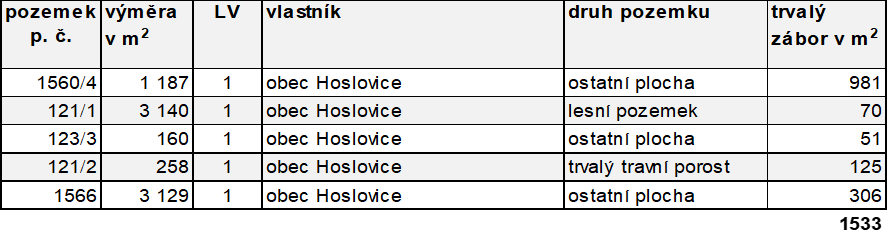 pozemek p. č. výměra v m² LV vlastník druh pozemku trvalý zábor v m²
1560/4 1 187 1 obec Hoslovice ostatní plocha 981
121/1 3 140 1 obec Hoslovice lesní pozemek 70
123/3 160 1 obec Hoslovice ostatní plocha 51
121/2 258 1 obec Hoslovice trvalý travní porost 125
1566 3 129 1 obec Hoslovice ostatní plocha 306
1533